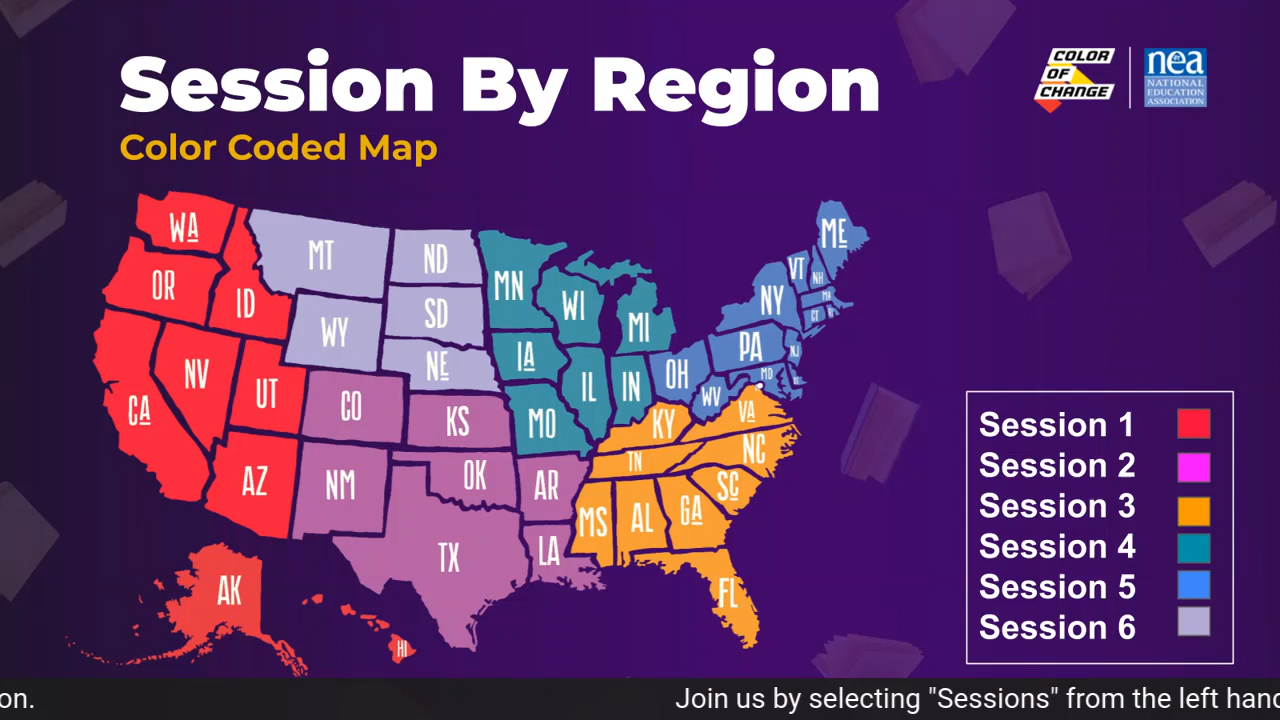 Session By Region
Color Coded Map
COLOR
OF
CHANGE
nea
NATIONAL
EDUCATION
ASSOCIATION
WA
MT
ND
MN
ME
OR
ID
WY
SD
WI
MI
NY
VT
NH
MA
CT
RI
NV
UT
CO
NE
IA
IL
IN
OH
PA
NJ
MD
CA
KS
MO
KY
WV
VA
AZ
NM
OK
AR
TN
NC
SC
TX
LA
MS
AL
GA
FL
AK
HI
Session 1
Session 2
Session 3
Session 4
Session 5
Session 6
on.
Join us by selecting "Sessions" from the left hand